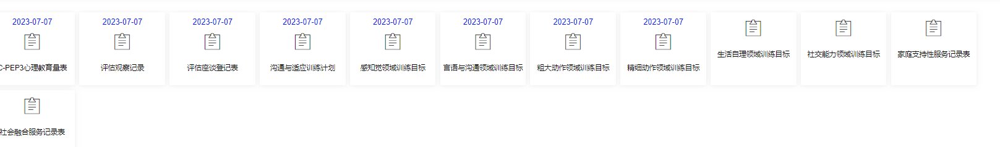 2023-07-07 2023-07-07 2023-07-07 2023-07-07 2023-07-07 2023-07-07 2023-07-07 2023-07-07
C-PEP3心理教育量表 评估观察记录 评估座谈登记表 沟通与适应训练计划 感知觉领域训练目标 言语与沟通领域训练目标 粗大动作领域训练目标 精细动作领域训练目标 生活自理领域训练目标 社交能力领域训练目标 家庭支持性服务记录表
社会融合服务记录表